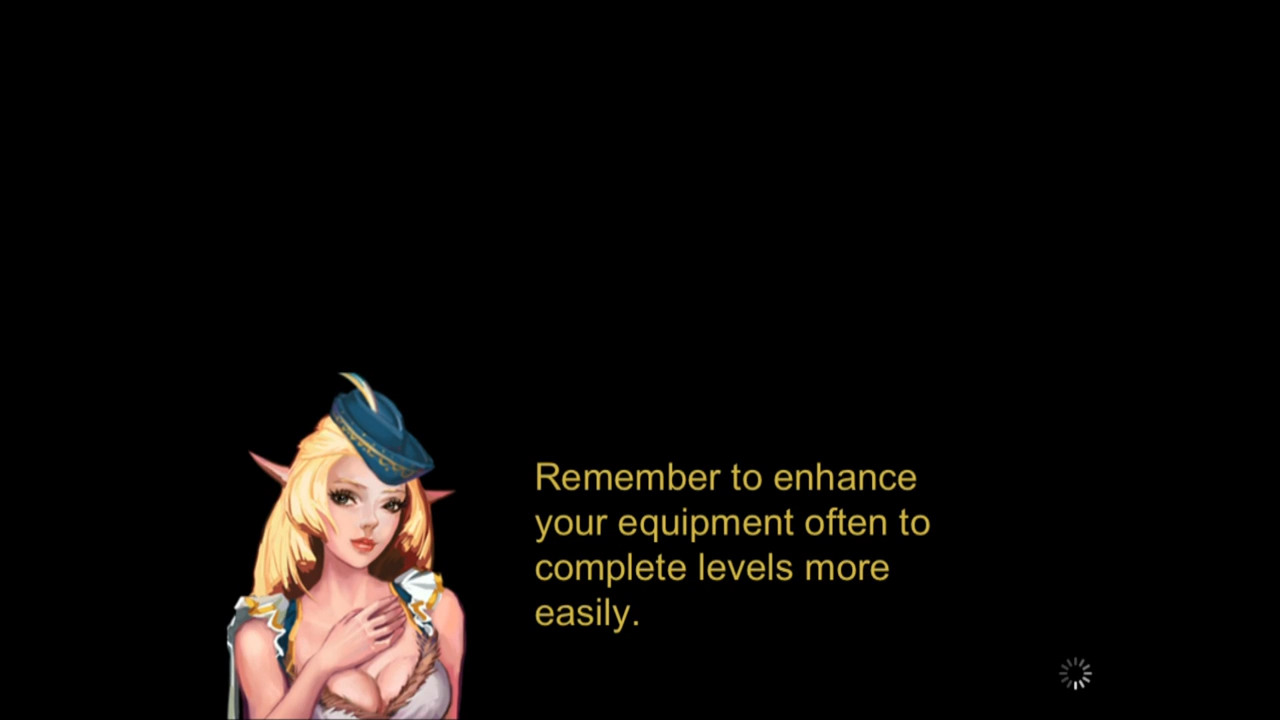 Remember to enhance
your equipment often to
complete levels more
easily.